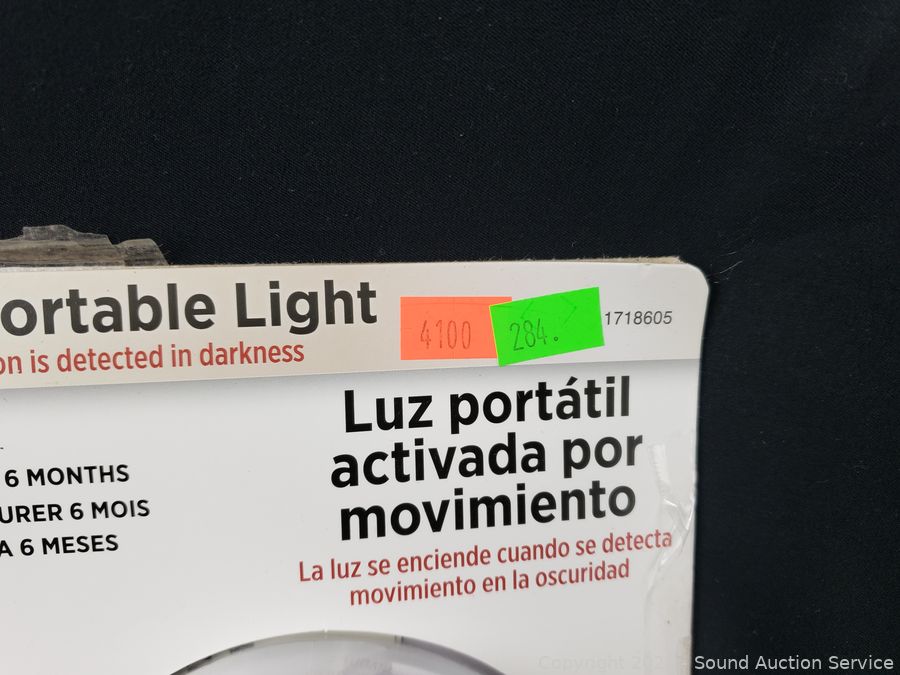 ortable Light
4100
284.
1718605
on is detected in darkness
Luz portátil
activada por
movimiento
La luz se enciende cuando se detecta
movimiento en la oscuridad
6 MONTHS
URER 6 MOIS
A 6 MESES
Sound Auction Service